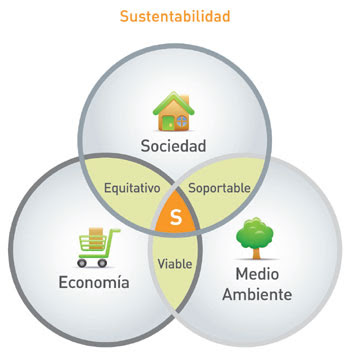 Sustentabilidad
Sociedad
Equitativo
Soportable
S
Economía
Viable
Medio
Ambiente